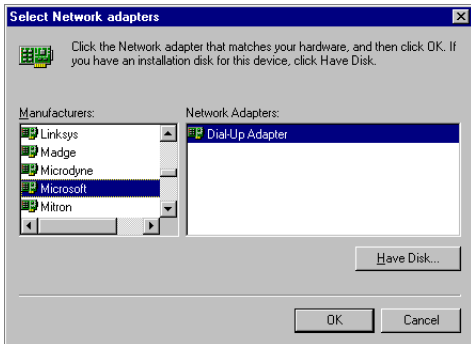 Select Network adapters
Click the Network adapter that matches your hardware, and then click OK. If
you have an installation disk for this device, click Have Disk.
Manufacturers:
Linksys
Madge
Microdyne
Microsoft
Mitron
Network Adapters:
Dial-Up Adapter
Have Disk...
OK
Cancel